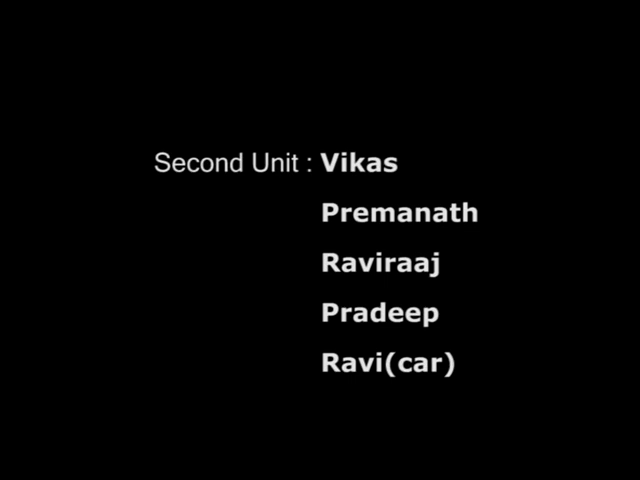 Second Unit : Vikas
Premanath
Raviraaj
Pradeep
Ravi(car)